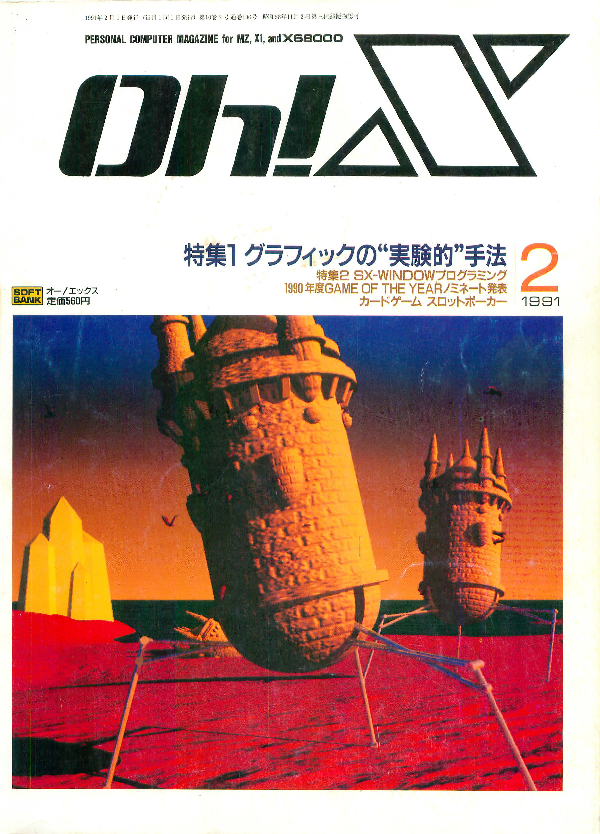 PERSONAL COMPUTER MAGAZINE for MZ, X1, and X68000
Oh!X
特集1 グラフィックの“実験的”手法
特集2 SX-WINDOWプログラミング
1990年度GAME OF THE YEARノミネート発表
カードゲーム スロットポーカー
2
1991
SOFT
BANK
オー！エックス
定価560円